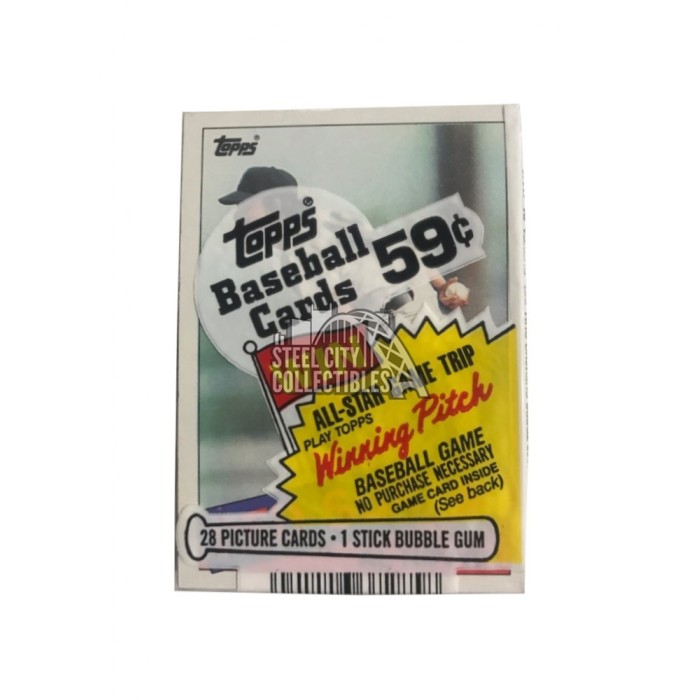 topps®
topps®
Baseball
Cards
59¢
STEEL CITY
COLLECTIBLES
ALL-STAR GAME TRIP
PLAY TOPPS
Winning Pitch
BASEBALL GAME
NO PURCHASE NECESSARY
GAME CARD INSIDE
(See back)
28 PICTURE CARDS • 1 STICK BUBBLE GUM